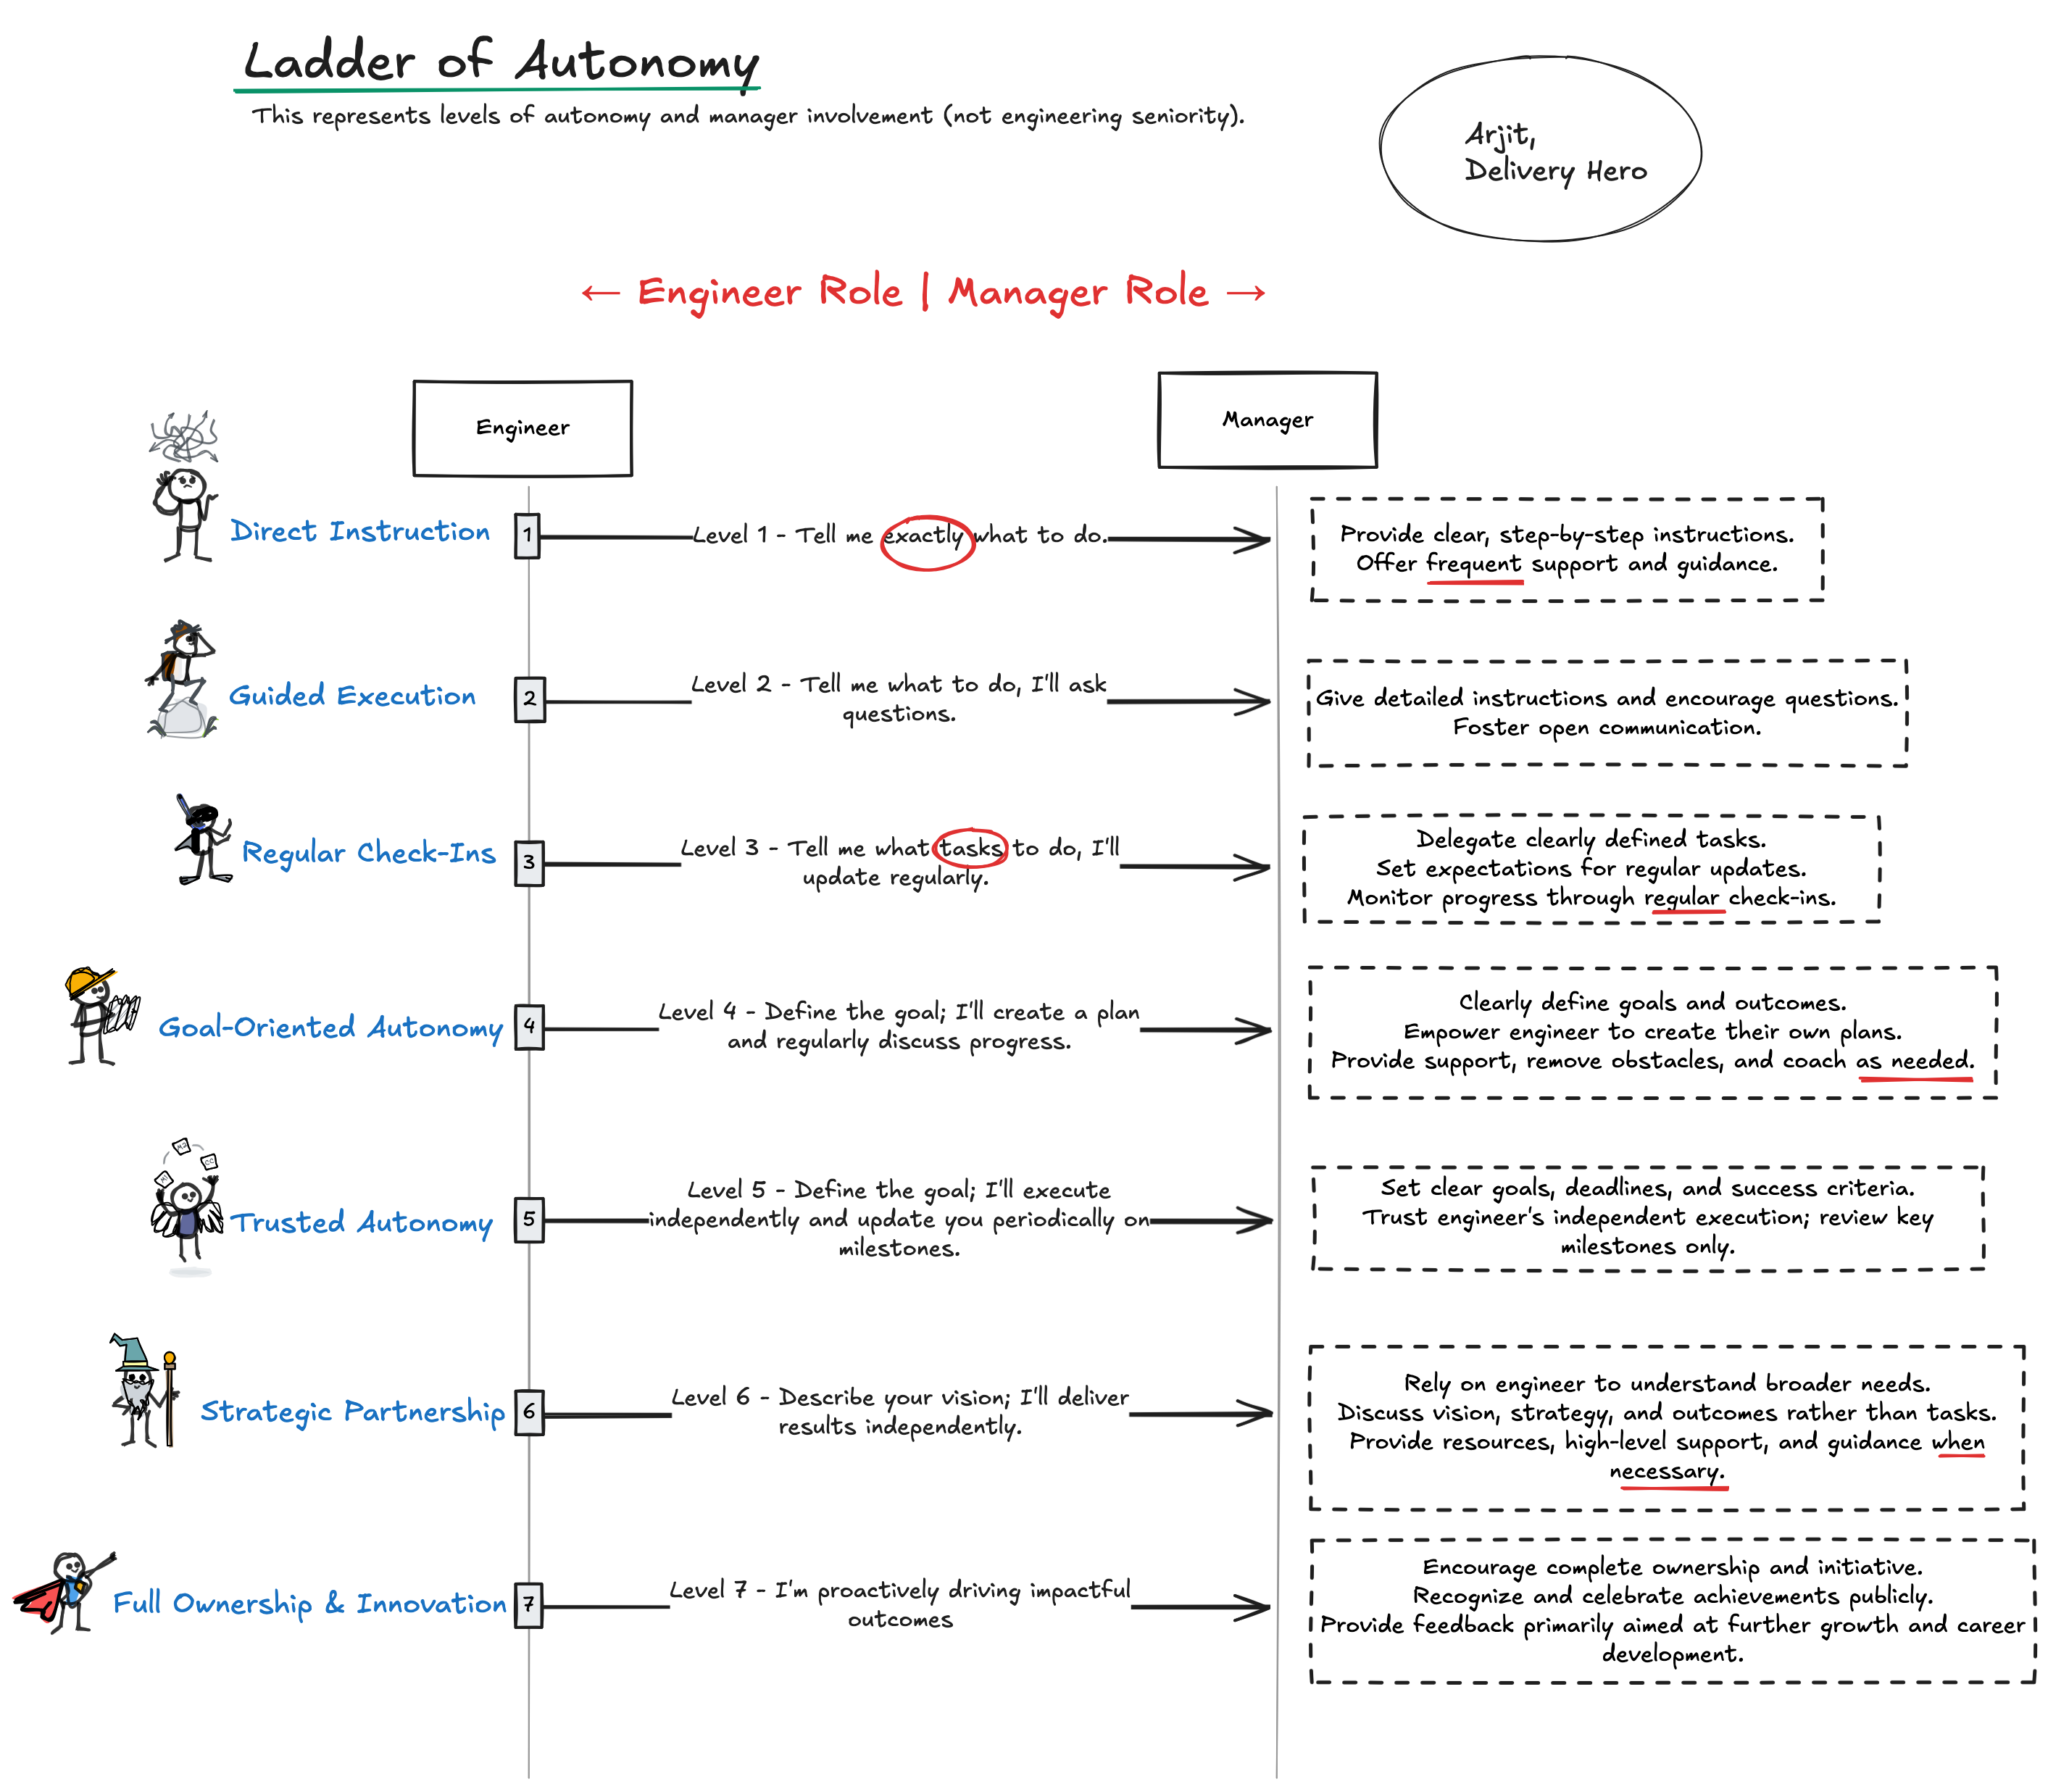 Ladder of Autonomy
This represents levels of autonomy and manager involvement (not engineering seniority).
Arjit,
Delivery Hero
← Engineer Role | Manager Role →
Engineer
Manager
Direct Instruction
1
Level 1 - Tell me exactly what to do.
Provide clear, step-by-step instructions.
Offer frequent support and guidance.
Guided Execution
2
Level 2 - Tell me what to do, I'll ask
questions.
Give detailed instructions and encourage questions.
Foster open communication.
Regular Check-Ins
3
Level 3 - Tell me what tasks to do, I'll
update regularly.
Delegate clearly defined tasks.
Set expectations for regular updates.
Monitor progress through regular check-ins.
Goal-Oriented Autonomy
4
Level 4 - Define the goal; I'll create a plan
and regularly discuss progress.
Clearly define goals and outcomes.
Empower engineer to create their own plans.
Provide support, remove obstacles, and coach as needed.
Trusted Autonomy
5
Level 5 - Define the goal; I'll execute
independently and update you periodically on
milestones.
Set clear goals, deadlines, and success criteria.
Trust engineer's independent execution; review key
milestones only.
Strategic Partnership
6
Level 6 - Describe your vision; I'll deliver
results independently.
Rely on engineer to understand broader needs.
Discuss vision, strategy, and outcomes rather than tasks.
Provide resources, high-level support, and guidance when
necessary.
Full Ownership & Innovation
7
Level 7 - I'm proactively driving impactful
outcomes
Encourage complete ownership and initiative.
Recognize and celebrate achievements publicly.
Provide feedback primarily aimed at further growth and career
development.